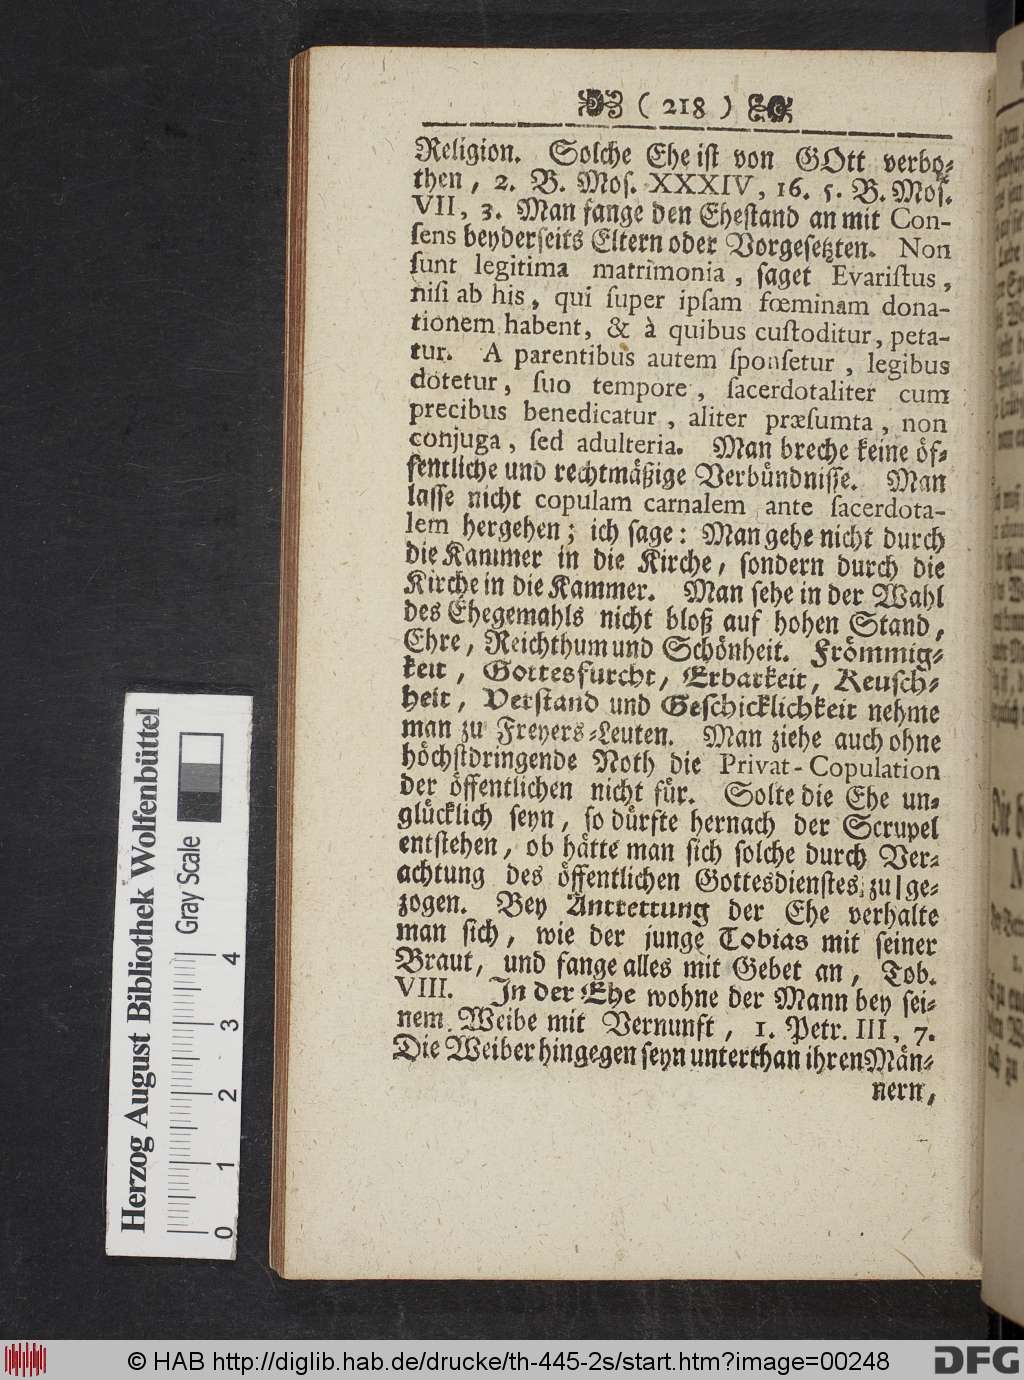 ( 218 )
Religion. Solche Ehe ist von GOtt verbo-
then, 2. B. Mos. XXXIV, 16. 5. B. Mos.
VII, 3. Man fange den Ehestand an mit Con-
sens beyderseits Eltern oder Vorgesetzten. Non
sunt legitima matrimonia, saget Evaristus,
nisi ab his, qui super ipsam fœminam dona-
tionem habent, & à quibus custoditur, peta-
tur. A parentibus autem sponsetur, legibus
dotetur, suo tempore, sacerdotaliter cum
precibus benedicatur, aliter præsumta, non
conjuga, sed adulteria. Man breche keine öf-
fentliche und rechtmäßige Verbündnisse. Man
lasse nicht copulam carnalem ante sacerdota-
lem hergehen; ich sage: Man gehe nicht durch
die Kammer in die Kirche, sondern durch die
Kirche in die Kammer. Man sehe in der Wahl
des Ehegemahls nicht bloß auf hohen Stand,
Ehre, Reichthum und Schönheit. Frömmig-
keit, Gottesfurcht, Erbarkeit, Keusch-
heit, Verstand und Geschicklichkeit nehme
man zu Freyers-Leuten. Man ziehe auch ohne
höchstdringende Noth die Privat-Copulation
der öffentlichen nicht für. Solte die Ehe un-
glücklich seyn, so dürfte hernach der Scrupel
entstehen, ob hätte man sich solche durch Ver-
achtung des öffentlichen Gottesdienstes zu ge-
zogen. Bey Antrettung der Ehe verhalte
man sich, wie der junge Tobias mit seiner
Braut, und fange alles mit Gebet an, Tob.
VIII. In der Ehe wohne der Mann bey sei-
nem Weibe mit Vernunft, 1. Petr. III, 7.
Die Weiber hingegen seyn unterthan ihren Män-
nern,
Herzog August Bibliothek Wolfenbüttel
Gray Scale
0 1 2 3 4
© HAB http://diglib.hab.de/drucke/th-445-2s/start.htm?image=00248
DFG